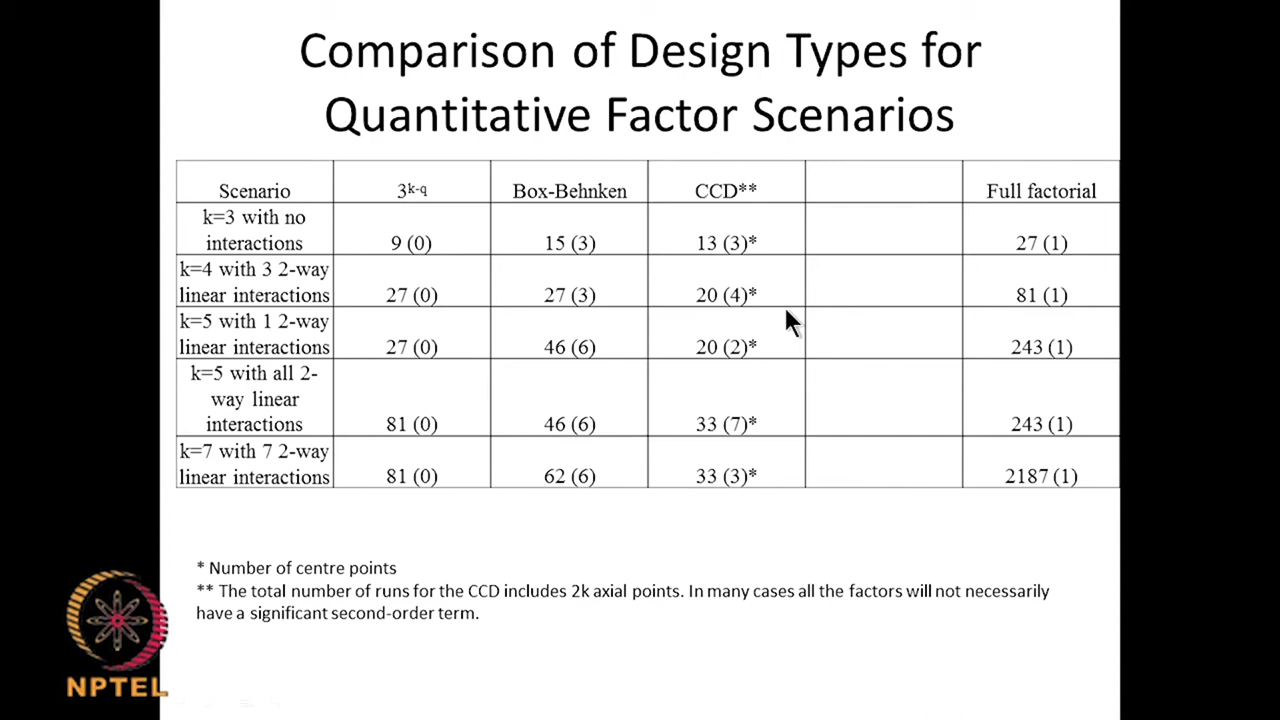 Comparison of Design Types for
Quantitative Factor Scenarios
Scenario 3^k-q Box-Behnken CCD** Full factorial
k=3 with no
interactions 9 (0) 15 (3) 13 (3)* 27 (1)
k=4 with 3 2-way
linear interactions 27 (0) 27 (3) 20 (4)* 81 (1)
k=5 with 1 2-way
linear interactions 27 (0) 46 (6) 20 (2)* 243 (1)
k=5 with all 2-
way linear
interactions 81 (0) 46 (6) 33 (7)* 243 (1)
k=7 with 7 2-way
linear interactions 81 (0) 62 (6) 33 (3)* 2187 (1)
* Number of centre points
** The total number of runs for the CCD includes 2k axial points. In many cases all the factors will not necessarily
have a significant second-order term.
NPTEL